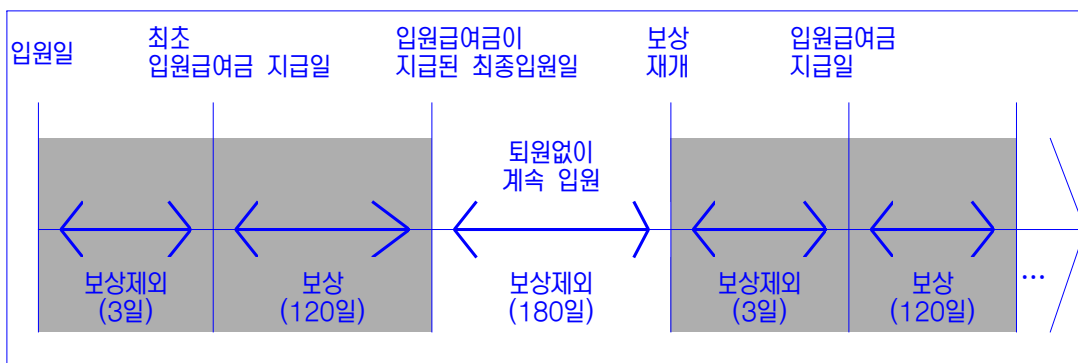 입원일
최초
입원급여금 지급일
입원급여금이
지급된 최종입원일
보상
재개
입원급여금
지급일
퇴원없이
계속 입원
보상제외
(3일)
보상
(120일)
보상제외
(180일)
보상제외
(3일)
보상
(120일)
...